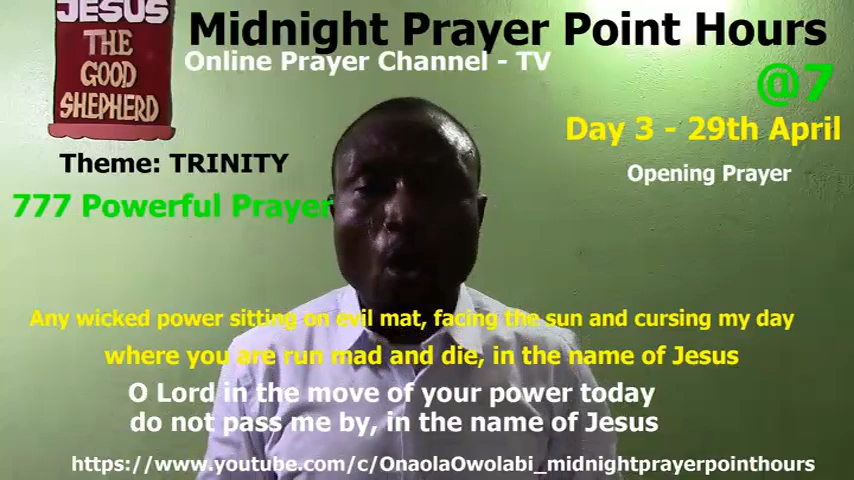 JESUS
THE
GOOD
SHEPHERD
Midnight Prayer Point Hours
Online Prayer Channel - TV
@7
Day 3 - 29th April
Theme: TRINITY
Opening Prayer
777 Powerful Prayer
Any wicked power sitting on evil mat, facing the sun and cursing my day
where you are run mad and die, in the name of Jesus
O Lord in the move of your power today
do not pass me by, in the name of Jesus
https://www.youtube.com/c/OnaolaOwolabi_midnightprayerpointhours